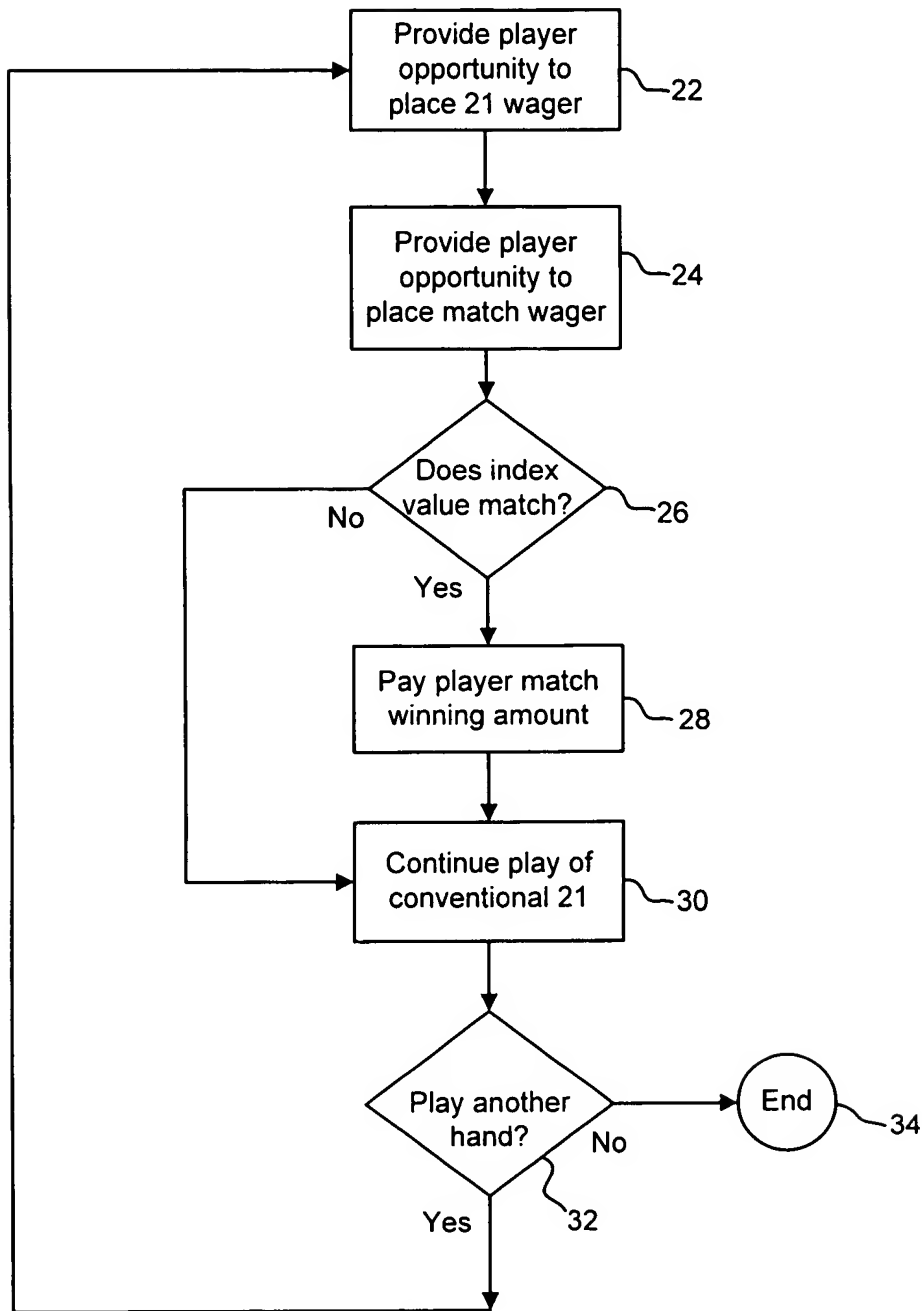 Provide player
opportunity to
place 21 wager
22
Provide player
opportunity to
place match wager
24
Does index
value match?
26
No
Yes
Pay player match
winning amount
28
Continue play of
conventional 21
30
Play another
hand?
No
End
34
32
Yes